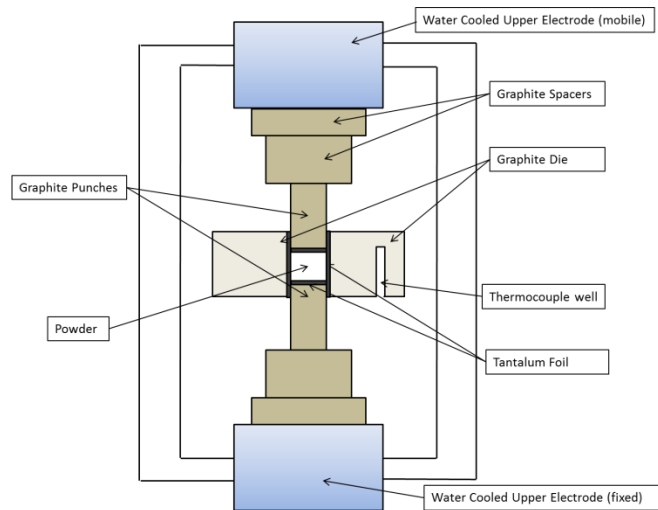 Water Cooled Upper Electrode (mobile)
Graphite Spacers
Graphite Die
Graphite Punches
Thermocouple well
Powder
Tantalum Foil
Water Cooled Upper Electrode (fixed)